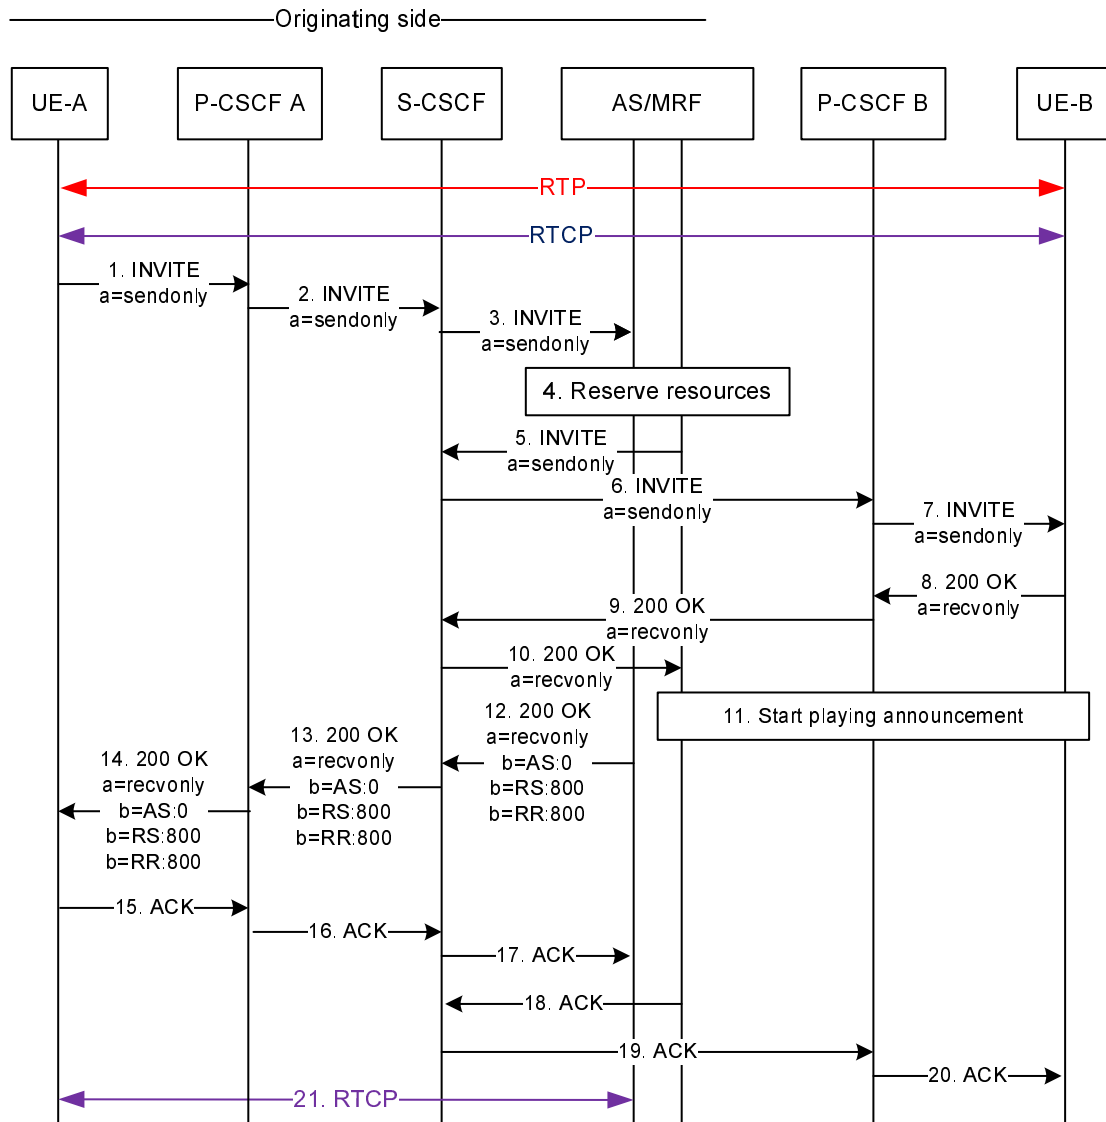 Originating side
UE-A
P-CSCF A
S-CSCF
AS/MRF
P-CSCF B
UE-B
RTP
RTCP
1. INVITE
a=sendonly
2. INVITE
a=sendonly
3. INVITE
a=sendonly
4. Reserve resources
5. INVITE
a=sendonly
6. INVITE
a=sendonly
7. INVITE
a=sendonly
8. 200 OK
a=recvonly
9. 200 OK
a=recvonly
10. 200 OK
a=recvonly
11. Start playing announcement
12. 200 OK
a=recvonly
b=AS:0
b=RS:800
b=RR:800
13. 200 OK
a=recvonly
b=AS:0
b=RS:800
b=RR:800
14. 200 OK
a=recvonly
b=AS:0
b=RS:800
b=RR:800
15. ACK
16. ACK
17. ACK
18. ACK
19. ACK
20. ACK
21. RTCP